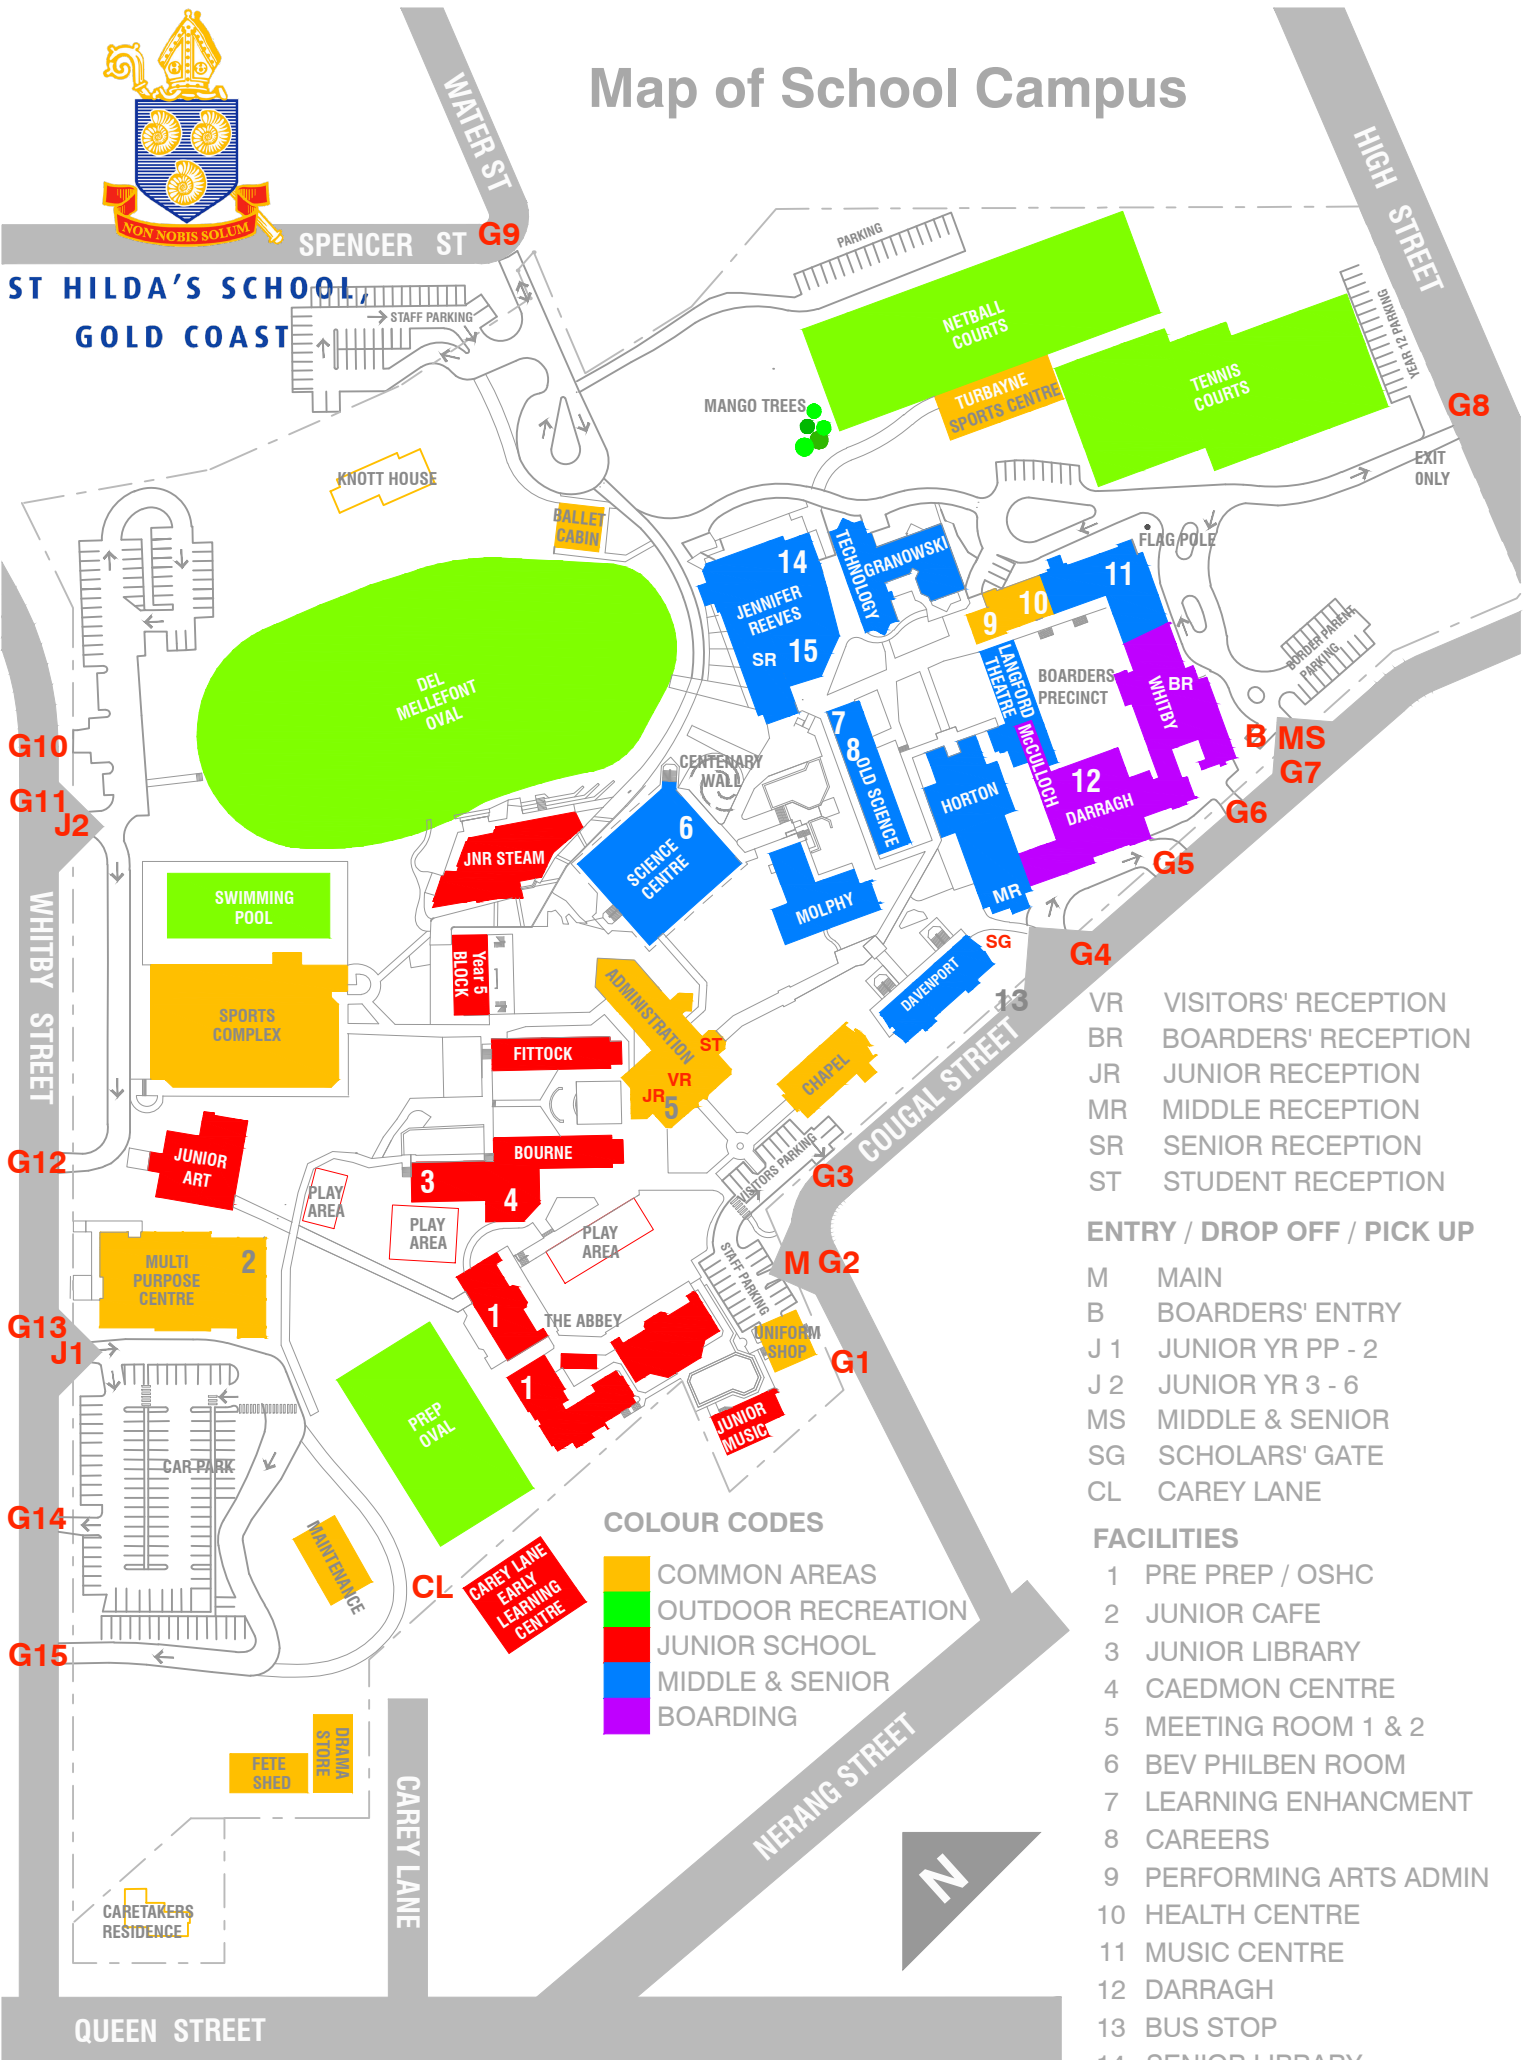 Map of School Campus
WATER ST
HIGH STREET
NON NOBIS SOLUM
SPENCER ST
G9
ST HILDA'S SCHOOL,
GOLD COAST
STAFF PARKING
PARKING
NETBALL
COURTS
TURBAYNE
SPORTS CENTRE
TENNIS
COURTS
YEAR 12 PARKING
G8
EXIT
ONLY
MANGO TREES
KNOTT HOUSE
BALLET
CABIN
FLAG POLE
14
JENNIFER
REEVES
SR 15
TECHNOLOGY
GRANOWSKI
11
10
9
LANGFORD
THEATRE
BOARDERS
PRECINCT
WHITBY
BR
BORDER PARENT
PARKING
DEL
MELLEFONT
OVAL
G10
G11
J2
B MS
G7
G6
G5
G4
7
8
OLD SCIENCE
McCULLOCH
HORTON
12
DARRAGH
MR
CENTENARY
WALL
6
SCIENCE
CENTRE
JNR STEAM
MOLPHY
SWIMMING
POOL
Year 5
BLOCK
SG
DAVENPORT
13
SPORTS
COMPLEX
ADMINISTRATION
ST
VR
JR
5
FITTOCK
CHAPEL
COUGAL STREET
WHITBY STREET
G12
JUNIOR
ART
BOURNE
3
4
VISITORS PARKING
G3
PLAY
AREA
PLAY
AREA
PLAY
AREA
MULTI
PURPOSE
CENTRE
2
STAFF PARKING
M G2
G13
J1
1
THE ABBEY
UNIFORM
SHOP
G1
1
JUNIOR
MUSIC
PREP
OVAL
CAR PARK
G14
MAINTENANCE
CL
CAREY LANE
EARLY
LEARNING
CENTRE
G15
DRAMA
STORE
FETE
SHED
CAREY LANE
NERANG STREET
CARETAKERS
RESIDENCE
QUEEN STREET
N
COLOUR CODES
COMMON AREAS
OUTDOOR RECREATION
JUNIOR SCHOOL
MIDDLE & SENIOR
BOARDING
VR VISITORS' RECEPTION
BR BOARDERS' RECEPTION
JR JUNIOR RECEPTION
MR MIDDLE RECEPTION
SR SENIOR RECEPTION
ST STUDENT RECEPTION
ENTRY / DROP OFF / PICK UP
M MAIN
B BOARDERS' ENTRY
J 1 JUNIOR YR PP - 2
J 2 JUNIOR YR 3 - 6
MS MIDDLE & SENIOR
SG SCHOLARS' GATE
CL CAREY LANE
FACILITIES
1 PRE PREP / OSHC
2 JUNIOR CAFE
3 JUNIOR LIBRARY
4 CAEDMON CENTRE
5 MEETING ROOM 1 & 2
6 BEV PHILBEN ROOM
7 LEARNING ENHANCMENT
8 CAREERS
9 PERFORMING ARTS ADMIN
10 HEALTH CENTRE
11 MUSIC CENTRE
12 DARRAGH
13 BUS STOP
14 SENIOR LIBRARY